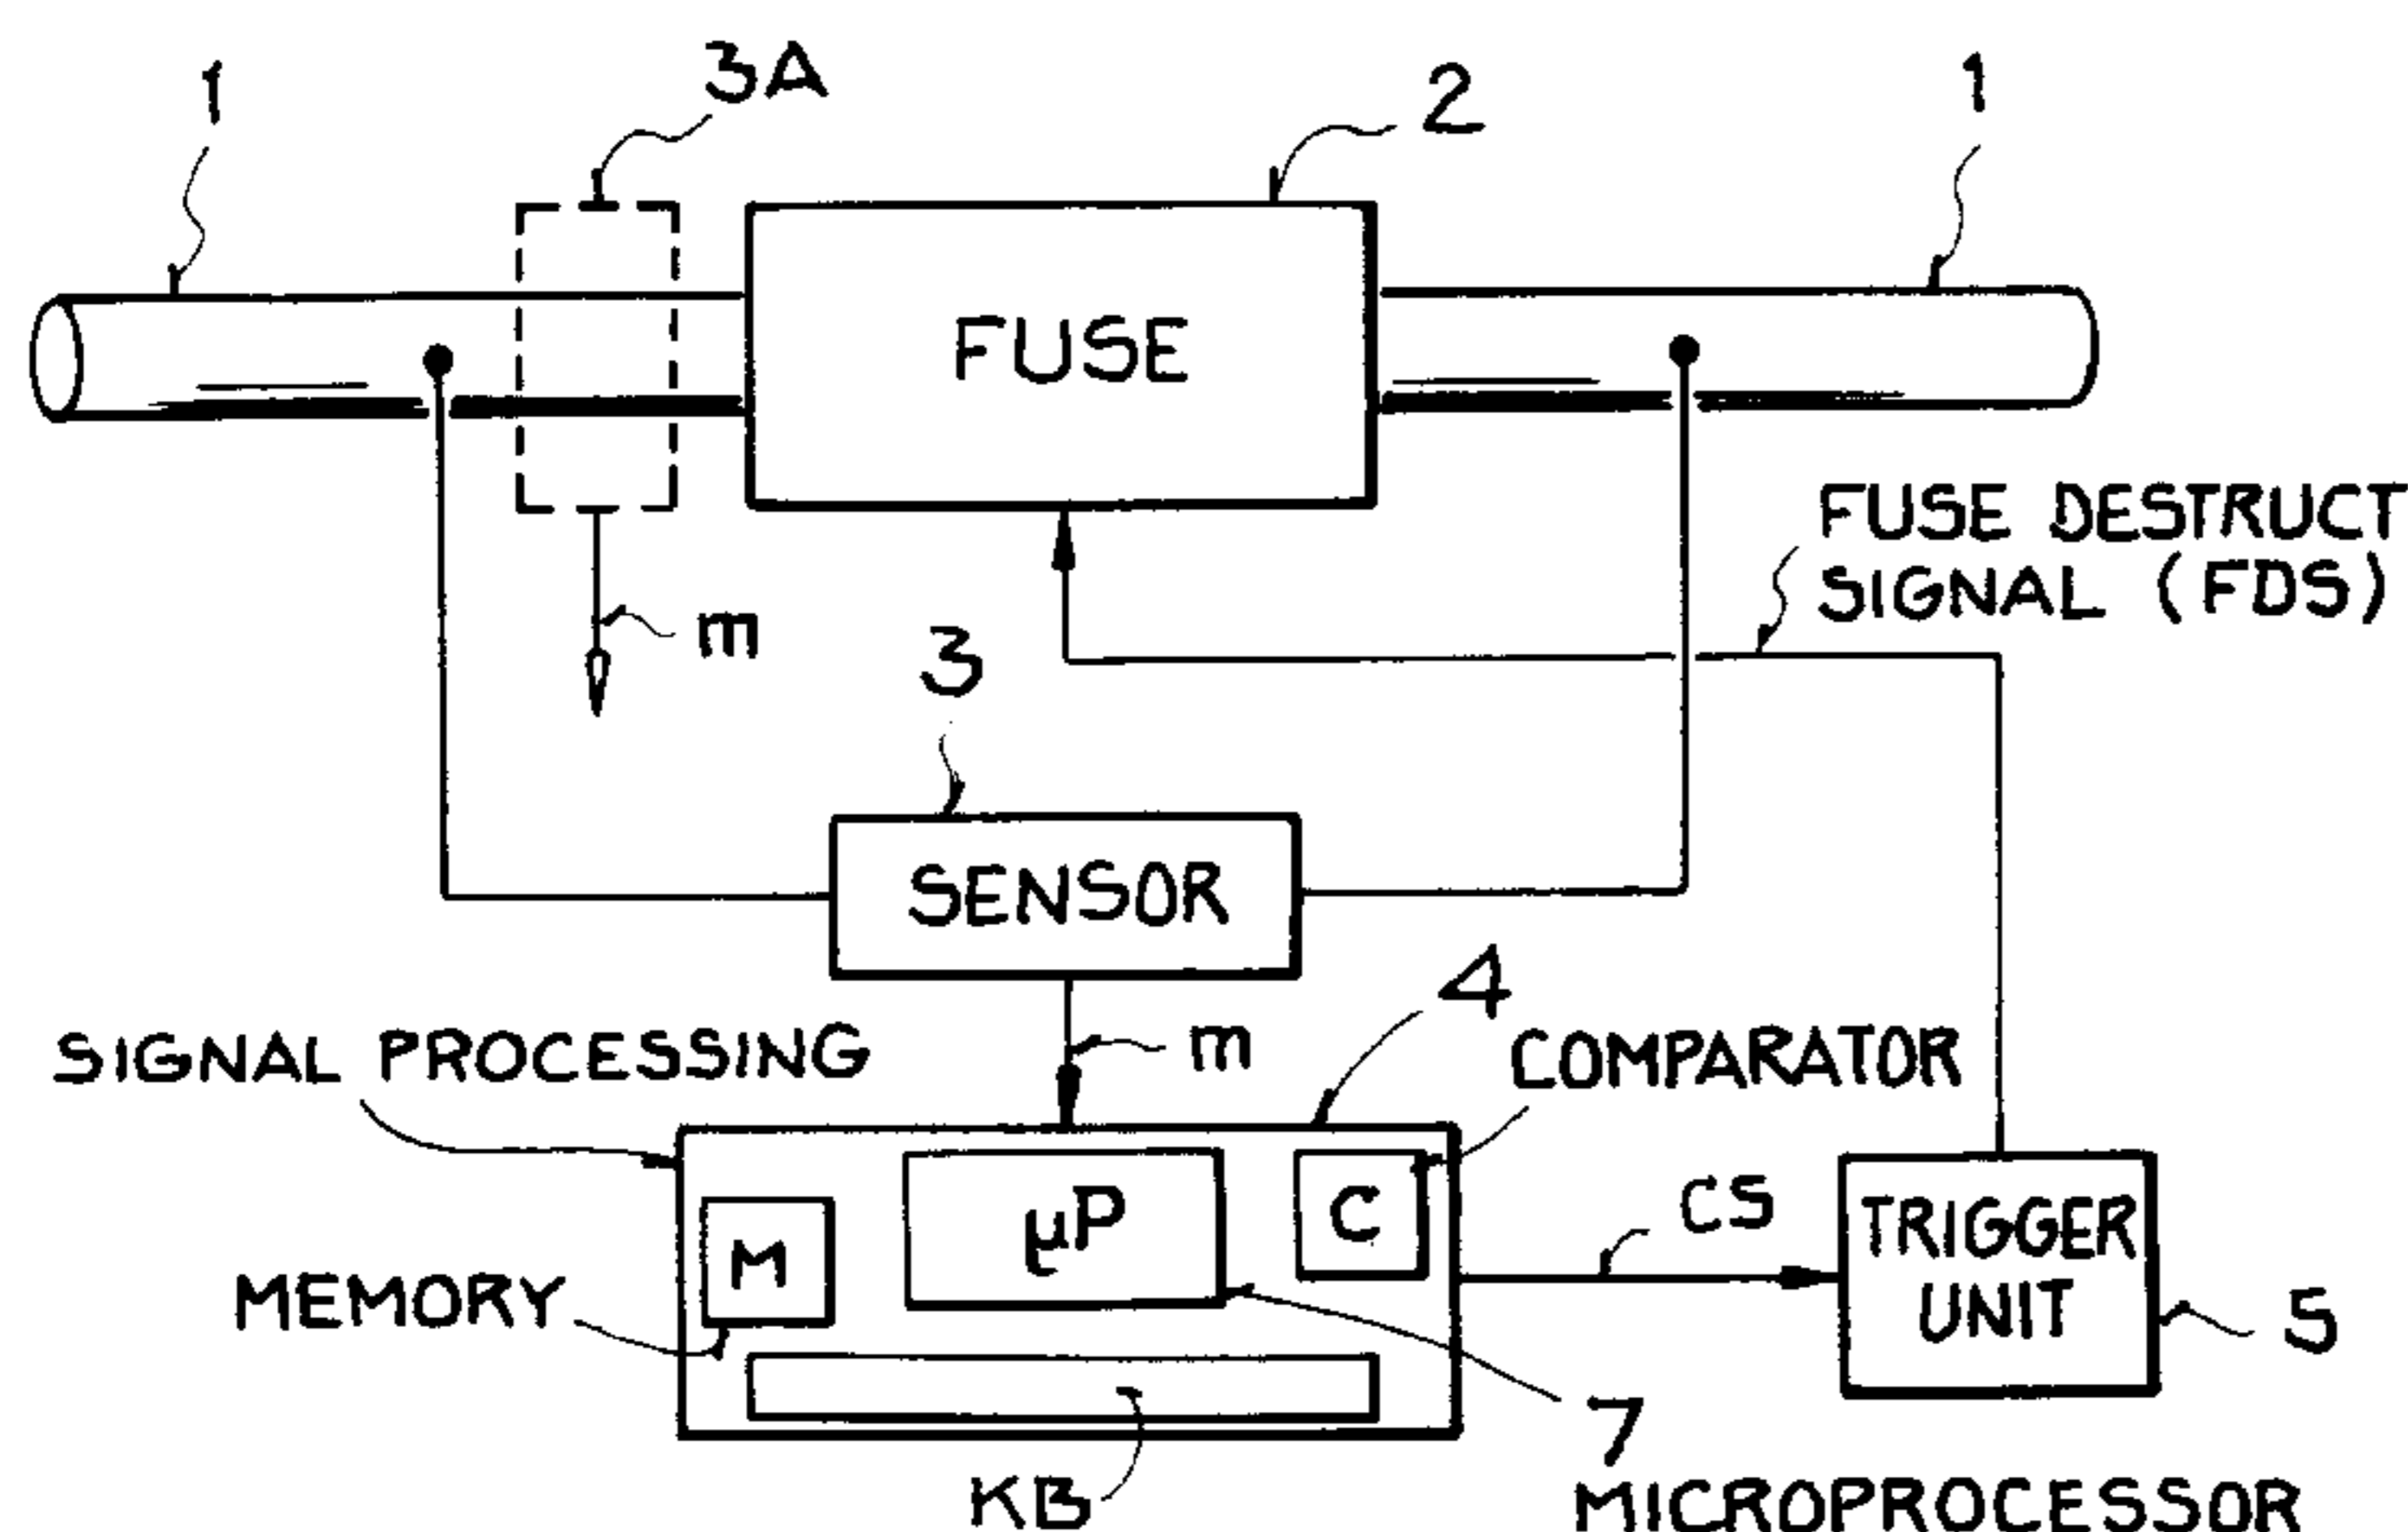 1
3A
2
1
FUSE
FUSE DESTRUCT
SIGNAL (FDS)
m
3
SENSOR
4
SIGNAL PROCESSING
m
COMPARATOR
CS
M
µP
C
TRIGGER
UNIT
MEMORY
5
7
KB
MICROPROCESSOR